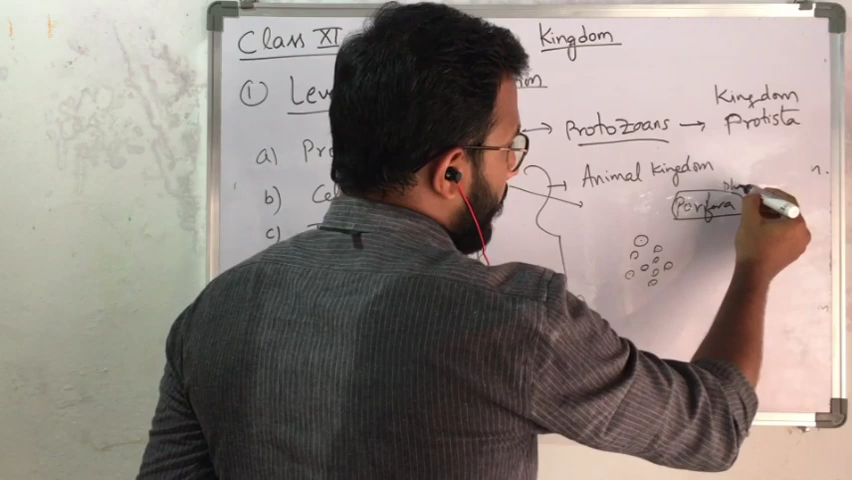 Class XI Kingdom
① Lev
a) Pro → Protozoans → Kingdom Protista
b) Cel Animal Kingdom
Porifera
c)